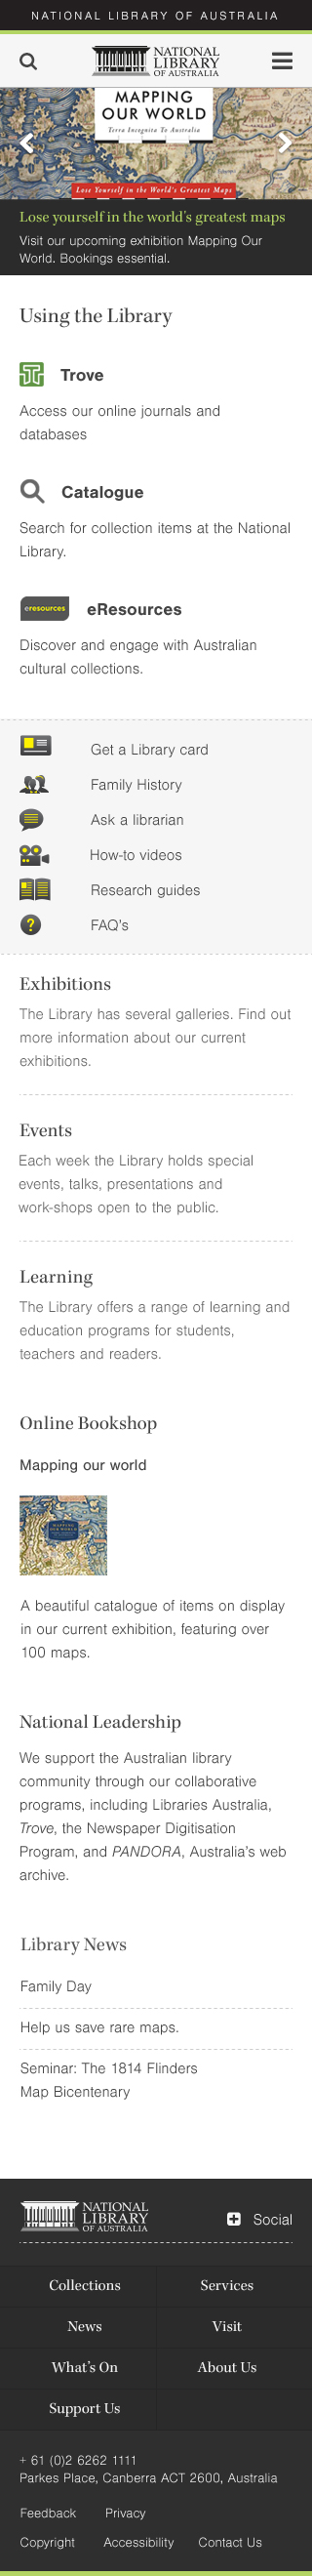 NATIONAL LIBRARY OF AUSTRALIA
NATIONAL
LIBRARY
OF AUSTRALIA
MAPPING
OUR WORLD
Terra Incognita To Australia
Lose Yourself in the World's Greatest Maps
Lose yourself in the world's greatest maps
Visit our upcoming exhibition Mapping Our
World. Bookings essential.
Using the Library
Trove
Access our online journals and
databases
Catalogue
Search for collection items at the National
Library.
eresources
eResources
Discover and engage with Australian
cultural collections.
Get a Library card
Family History
Ask a librarian
How-to videos
Research guides
?
FAQ's
Exhibitions
The Library has several galleries. Find out
more information about our current
exhibitions.
Events
Each week the Library holds special
events, talks, presentations and
work-shops open to the public.
Learning
The Library offers a range of learning and
education programs for students,
teachers and readers.
Online Bookshop
Mapping our world
MAPPING
OUR WORLD
A beautiful catalogue of items on display
in our current exhibition, featuring over
100 maps.
National Leadership
We support the Australian library
community through our collaborative
programs, including Libraries Australia,
Trove, the Newspaper Digitisation
Program, and PANDORA, Australia's web
archive.
Library News
Family Day
Help us save rare maps.
Seminar: The 1814 Flinders
Map Bicentenary
NATIONAL
LIBRARY
OF AUSTRALIA
Social
Collections
Services
News
Visit
What's On
About Us
Support Us
+ 61 (0)2 6262 1111
Parkes Place, Canberra ACT 2600, Australia
Feedback
Privacy
Copyright
Accessibility
Contact Us